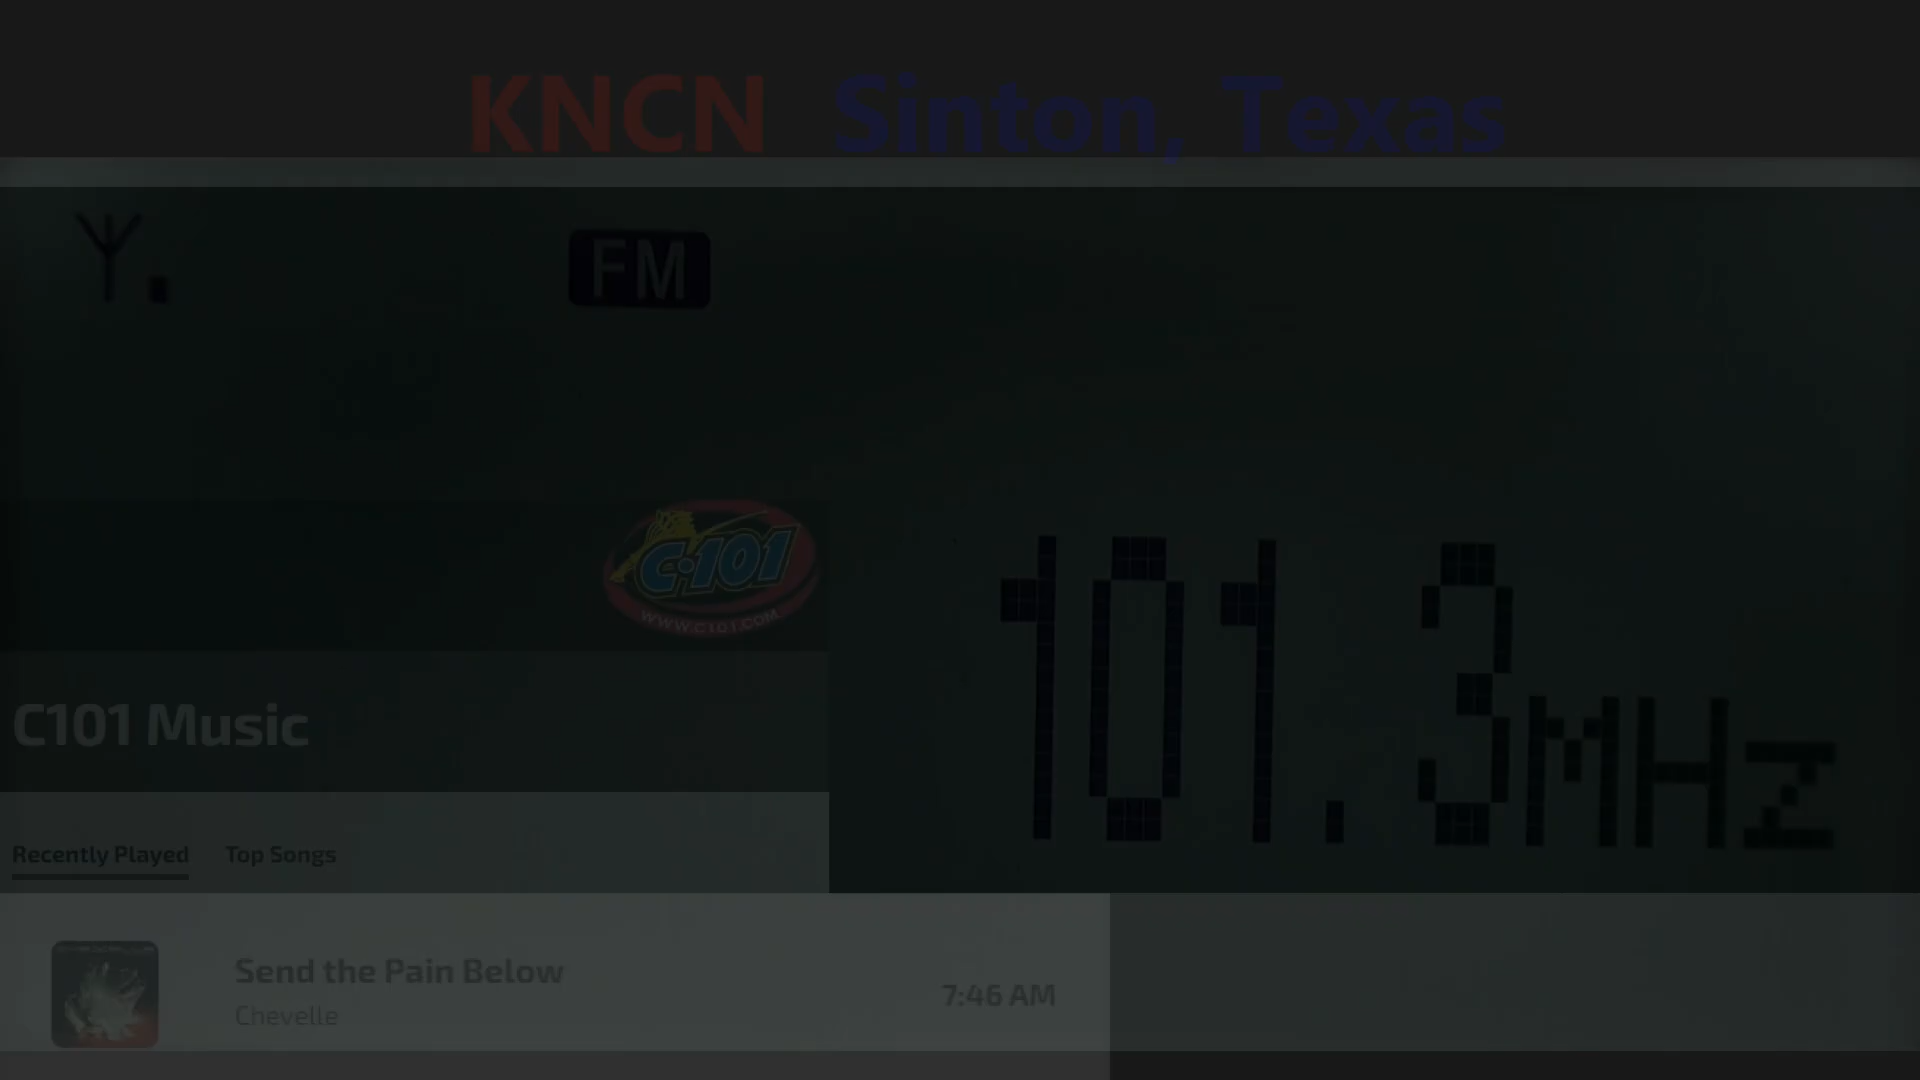 KNCN Sinton, Texas
FM
C·101
WWW.C101.COM
101.3MHz
C101 Music
Recently Played Top Songs
Send the Pain Below
Chevelle
7:46 AM